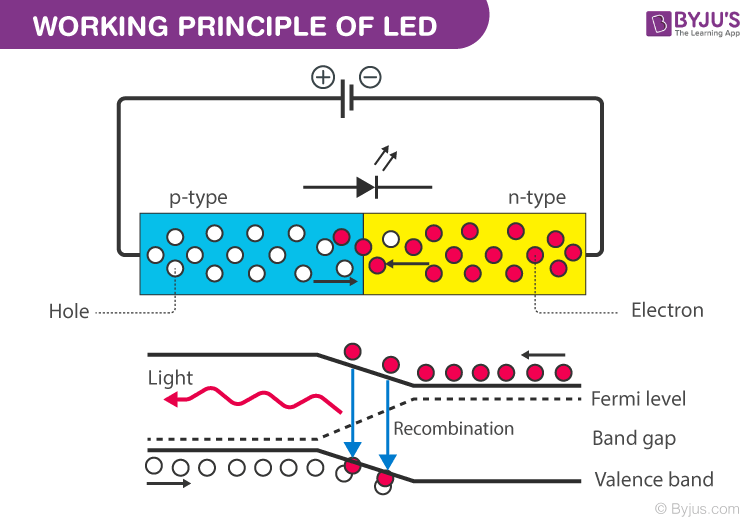 WORKING PRINCIPLE OF LED
BYJU'S
The Learning App
p-type
n-type
Hole
Electron
Light
Fermi level
Recombination
Band gap
Valence band
© Byjus.com